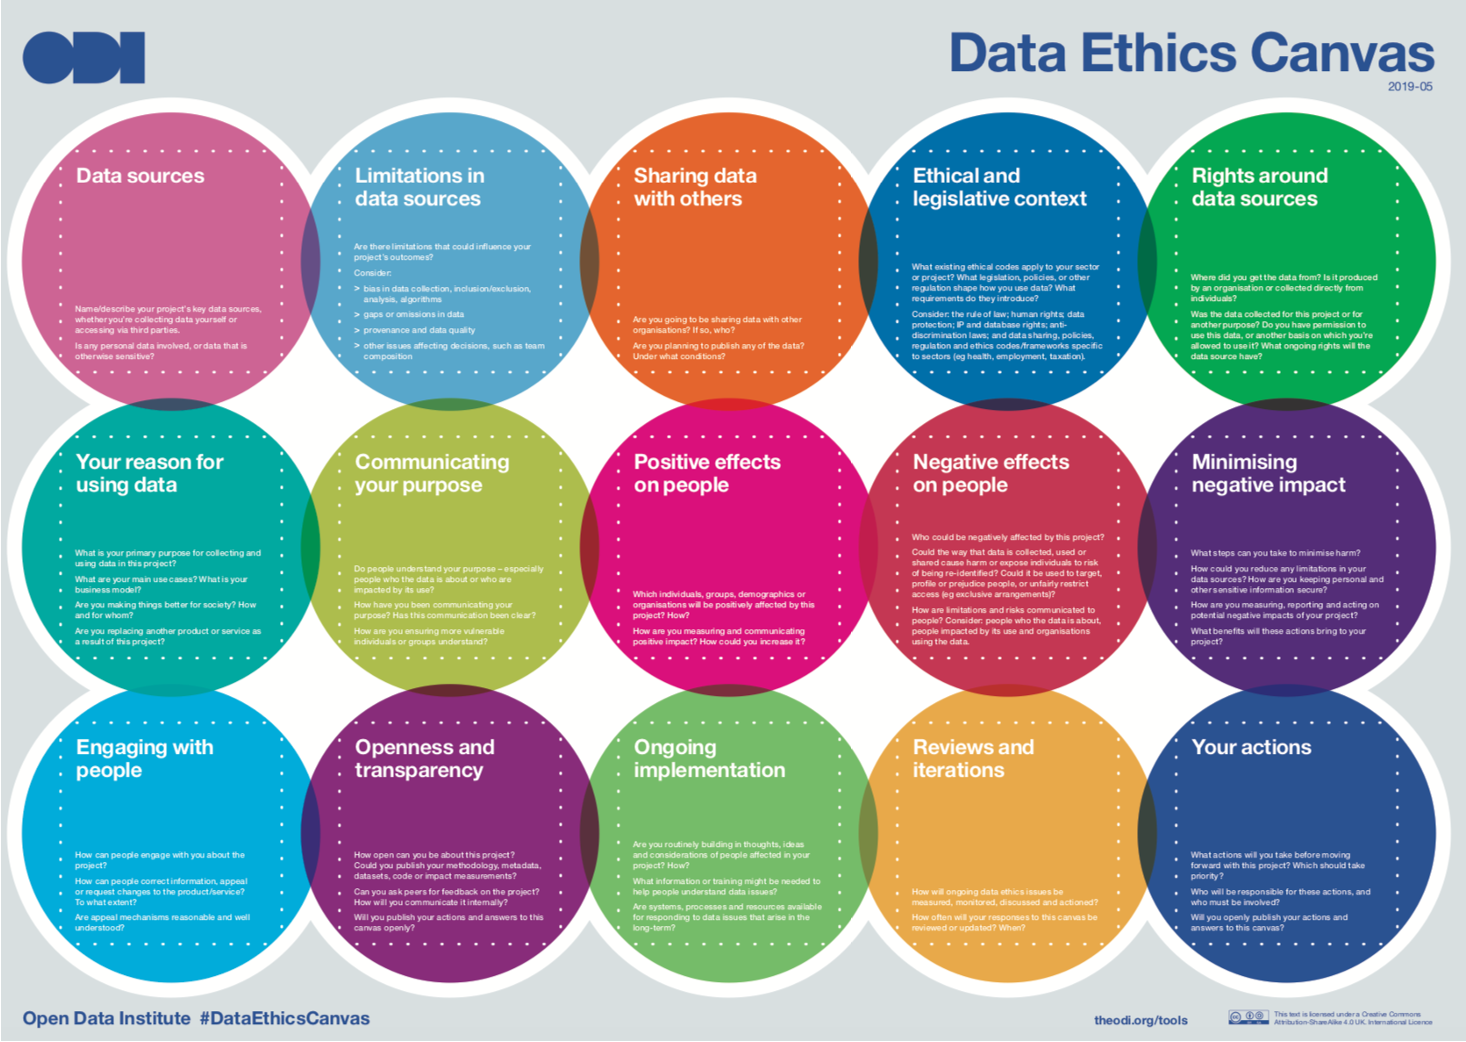 ODI
Data Ethics Canvas
2019-05
Data sources
Name/describe your project's key data sources,
whether you're collecting data yourself or
accessing via third parties.
Is any personal data involved, or data that is
otherwise sensitive?
Limitations in
data sources
Are there limitations that could influence your
project's outcomes?
Consider:
> bias in data collection, inclusion/exclusion,
analysis, algorithms
> gaps or omissions in data
> provenance and data quality
> other issues affecting decisions, such as team
composition
Sharing data
with others
Are you going to be sharing data with other
organisations? If so, who?
Are you planning to publish any of the data?
Under what conditions?
Ethical and
legislative context
What existing ethical codes apply to your sector
or project? What legislation, policies, or other
regulation shape how you use data? What
requirements do they introduce?
Consider: the rule of law; human rights; data
protection; IP and database rights; anti-
discrimination laws; and data sharing, policies,
regulation and ethics codes/frameworks specific
to sectors (eg health, employment, taxation).
Rights around
data sources
Where did you get the data from? Is it produced
by an organisation or collected directly from
individuals?
Was the data collected for this project or for
another purpose? Do you have permission to
use this data, or another basis on which you're
allowed to use it? What ongoing rights will the
data source have?
Your reason for
using data
What is your primary purpose for collecting and
using data in this project?
What are your main use cases? What is your
business model?
Are you making things better for society? How
and for whom?
Are you replacing another product or service as
a result of this project?
Communicating
your purpose
Do people understand your purpose – especially
people who the data is about or who are
impacted by its use?
How have you been communicating your
purpose? Has this communication been clear?
How are you ensuring more vulnerable
individuals or groups understand?
Positive effects
on people
Which individuals, groups, demographics or
organisations will be positively affected by this
project? How?
How are you measuring and communicating
positive impact? How could you increase it?
Negative effects
on people
Who could be negatively affected by this project?
Could the way that data is collected, used or
shared cause harm or expose individuals to risk
of being re-identified? Could it be used to target,
profile or prejudice people, or unfairly restrict
access (eg exclusive arrangements)?
How are limitations and risks communicated to
people? Consider: people who the data is about,
people impacted by its use and organisations
using the data.
Minimising
negative impact
What steps can you take to minimise harm?
How could you reduce any limitations in your
data sources? How are you keeping personal and
other sensitive information secure?
How are you measuring, reporting and acting on
potential negative impacts of your project?
What benefits will these actions bring to your
project?
Engaging with
people
How can people engage with you about the
project?
How can people correct information, appeal
or request changes to the product/service?
To what extent?
Are appeal mechanisms reasonable and well
understood?
Openness and
transparency
How open can you be about this project?
Could you publish your methodology, metadata,
datasets, code or impact measurements?
Can you ask peers for feedback on the project?
How will you communicate it internally?
Will you publish your actions and answers to this
canvas openly?
Ongoing
implementation
Are you routinely building in thoughts, ideas
and considerations of people affected in your
project? How?
What information or training might be needed to
help people understand data issues?
Are systems, processes and resources available
for responding to data issues that arise in the
long-term?
Reviews and
iterations
How will ongoing data ethics issues be
measured, monitored, discussed and actioned?
How often will your responses to this canvas be
reviewed or updated? When?
Your actions
What actions will you take before moving
forward with this project? Which should take
priority?
Who will be responsible for these actions, and
who must be involved?
Will you openly publish your actions and
answers to this canvas?
Open Data Institute #DataEthicsCanvas
theodi.org/tools
This text is licensed under a Creative Commons
Attribution-ShareAlike 4.0 UK: International Licence